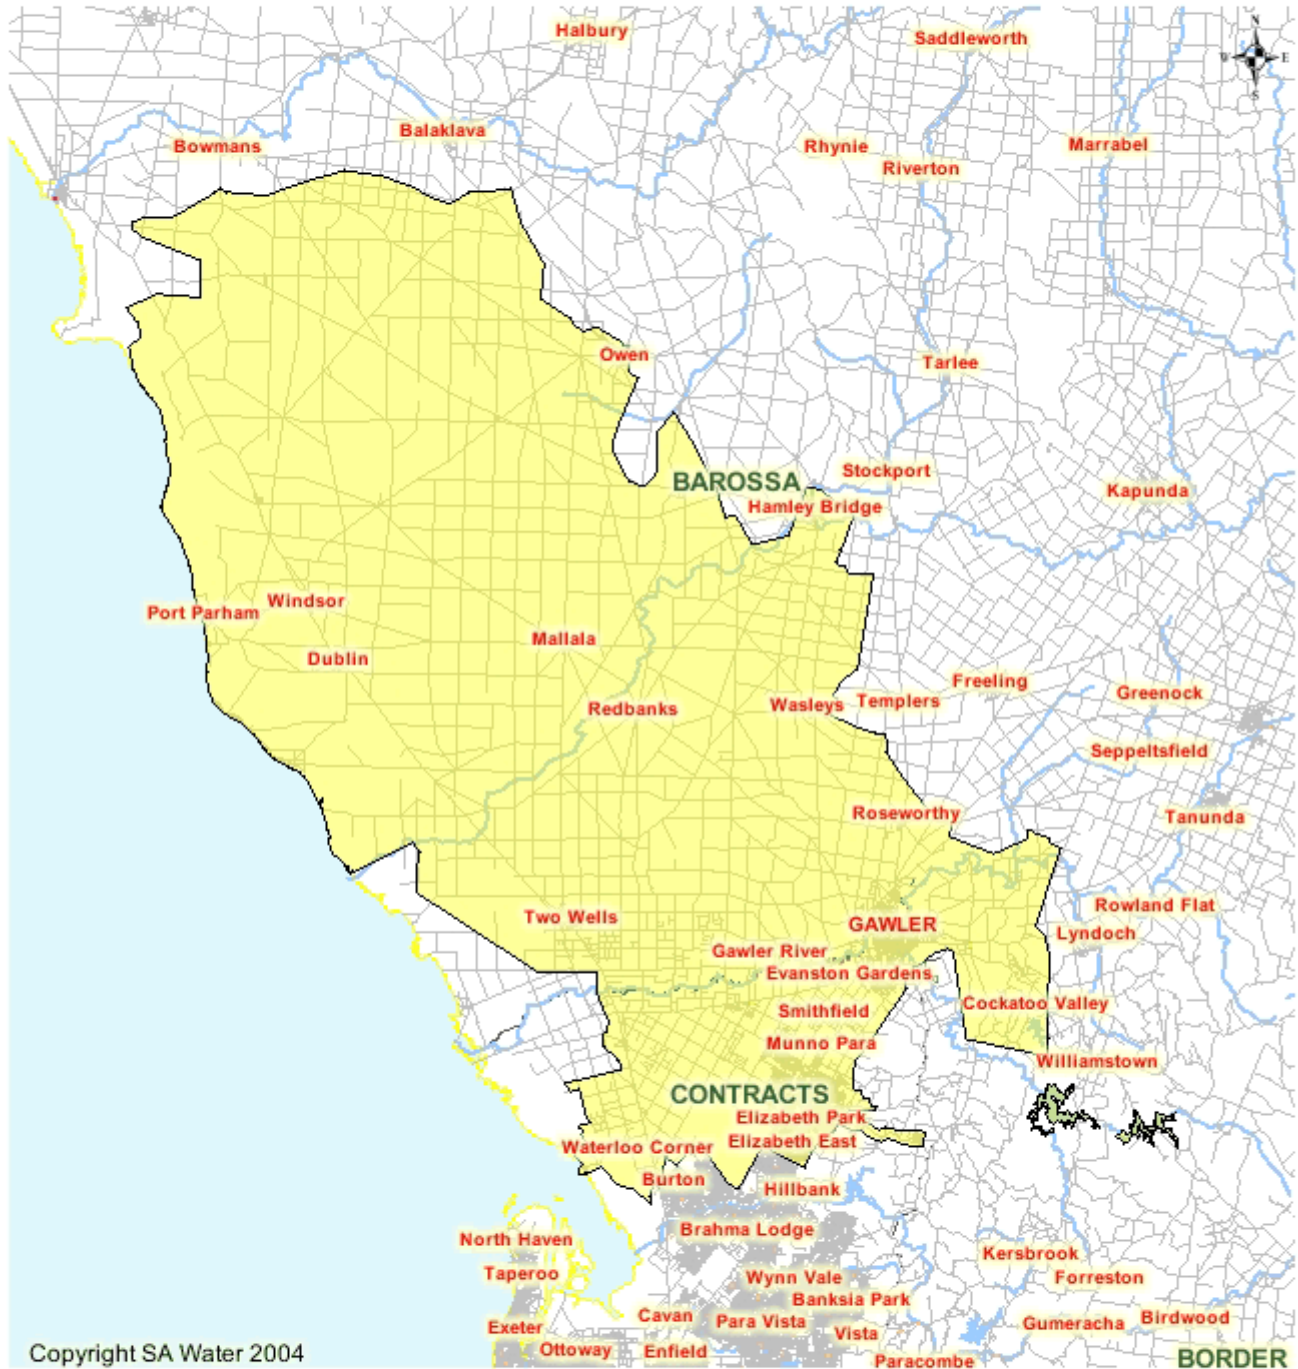 Halbury
Saddleworth
N
W
E
S
Balaklava
Bowmans
Rhynie
Marrabel
Riverton
Owen
Tarlee
Stockport
BAROSSA
Kapunda
Hamley Bridge
Windsor
Port Parham
Mallala
Dublin
Freeling
Greenock
Templers
Wasleys
Redbanks
Seppeltsfield
Roseworthy
Tanunda
Rowland Flat
Two Wells
GAWLER
Lyndoch
Gawler River
Evanston Gardens
Cockatoo Valley
Smithfield
Munno Para
Williamstown
CONTRACTS
Elizabeth Park
Elizabeth East
Waterloo Corner
Burton
Hillbank
Brahma Lodge
North Haven
Kersbrook
Taperoo
Wynn Vale
Forreston
Banksia Park
Cavan
Para Vista
Gumeracha
Birdwood
Exeter
Vista
Ottoway
Enfield
Paracombe
Copyright SA Water 2004
BORDER